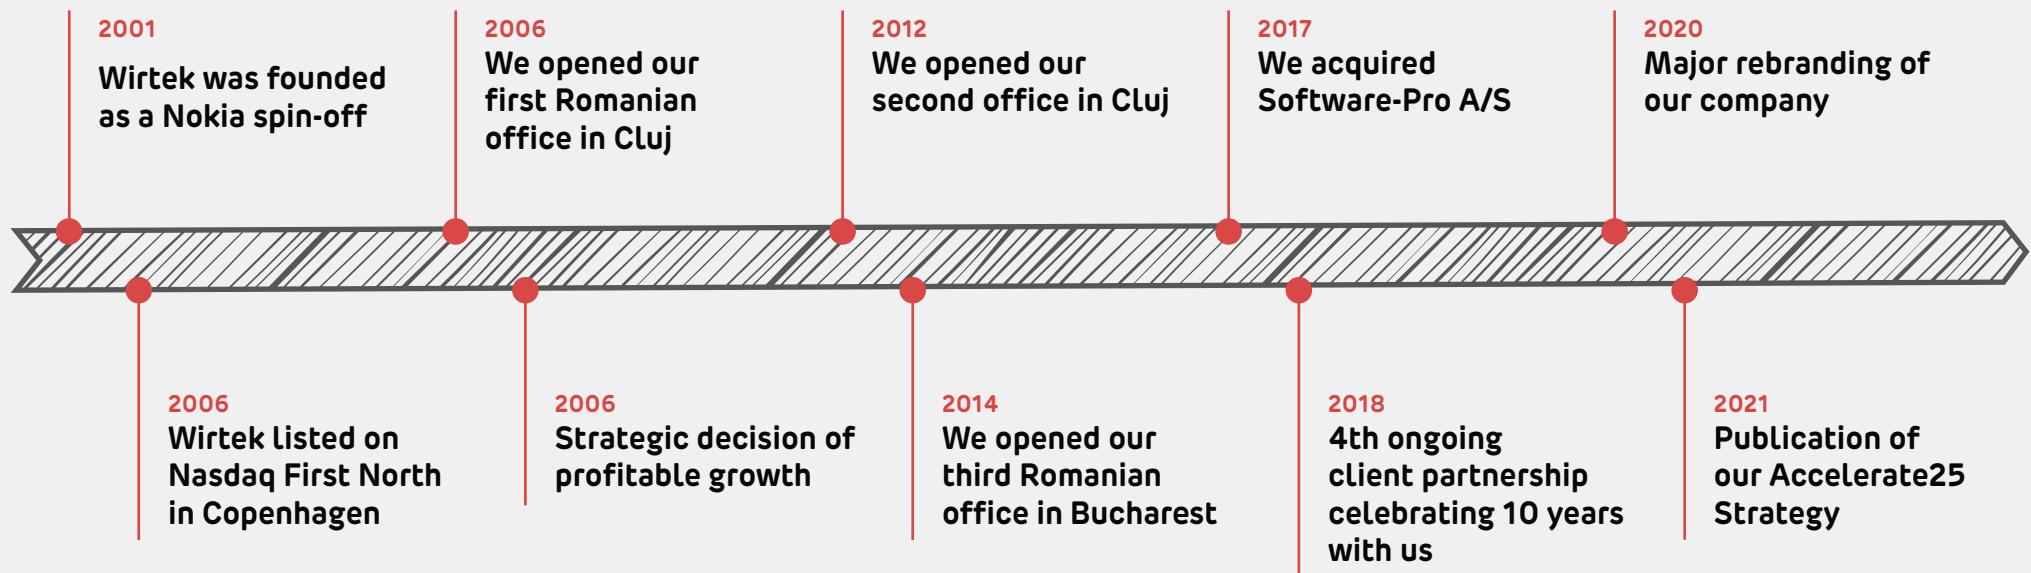 2001
Wirtek was founded
as a Nokia spin-off
2006
We opened our
first Romanian
office in Cluj
2012
We opened our
second office in Cluj
2017
We acquired
Software-Pro A/S
2020
Major rebranding of
our company
2006
Wirtek listed on
Nasdaq First North
in Copenhagen
2006
Strategic decision of
profitable growth
2014
We opened our
third Romanian
office in Bucharest
2018
4th ongoing
client partnership
celebrating 10 years
with us
2021
Publication of
our Accelerate25
Strategy